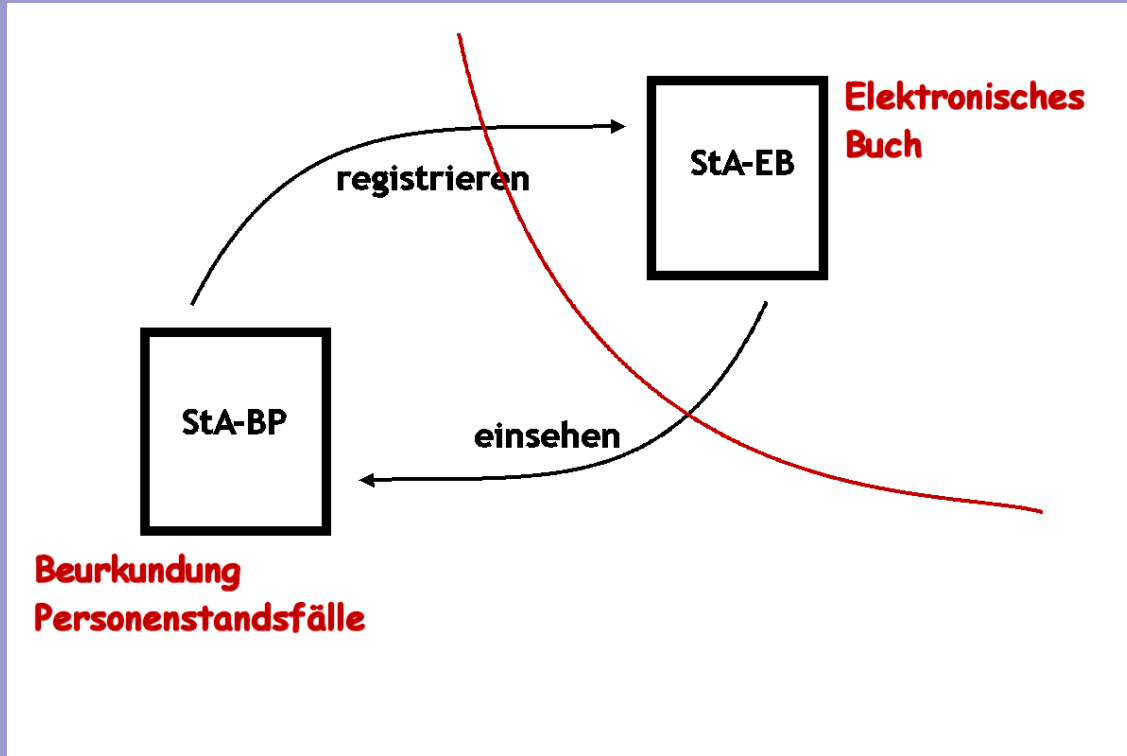 Elektronisches
Buch
StA-EB
registrieren
StA-BP
einsehen
Beurkundung
Personenstandsfälle